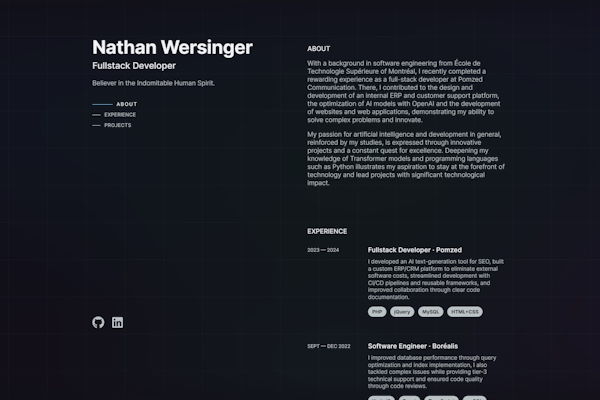 Nathan Wersinger
Fullstack Developer
Believer in the Indomitable Human Spirit.
ABOUT
EXPERIENCE
PROJECTS
ABOUT
With a background in software engineering from École de
Technologie Supérieure of Montréal, I recently completed a
rewarding experience as a full-stack developer at Pomzed
Communication. There, I contributed to the design and
development of an internal ERP and customer support platform,
the optimization of AI models with OpenAI and the development
of websites and web applications, demonstrating my ability to
solve complex problems and innovate.
My passion for artificial intelligence and development in general,
reinforced by my studies, is expressed through innovative
projects and a constant quest for excellence. Deepening my
knowledge of Transformer models and programming languages
such as Python illustrates my aspiration to stay at the forefront of
technology and lead projects with significant technological
impact.
EXPERIENCE
2023 — 2024
Fullstack Developer · Pomzed
I developed an AI text-generation tool for SEO, built
a custom ERP/CRM platform to eliminate external
software costs, streamlined development with
CI/CD pipelines and reusable frameworks, and
improved collaboration through clear code
documentation.
PHP jQuery MySQL HTML+CSS
SEPT — DEC 2022
Software Engineer · Boréalis
I improved database performance through query
optimization and index implementation, I also
tackled complex issues while providing tier-3
technical support and ensured code quality
through code reviews.